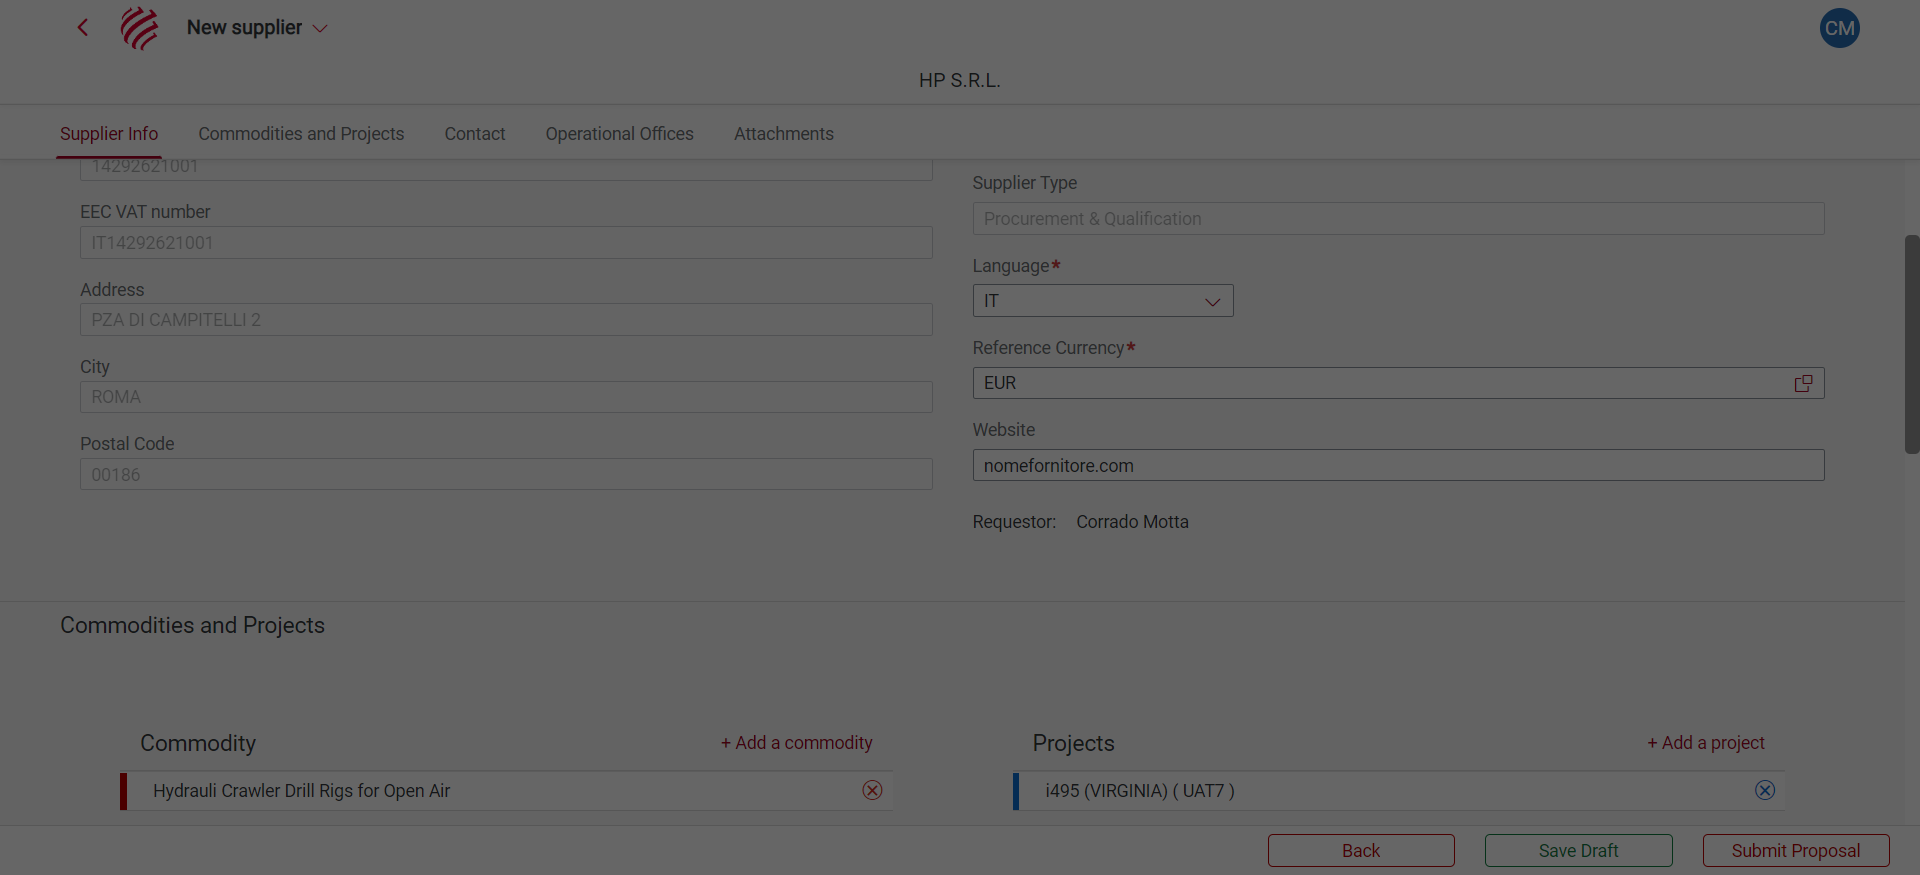 New supplier
CM
HP S.R.L.
Supplier Info
Commodities and Projects
Contact
Operational Offices
Attachments
14292621001
EEC VAT number
IT14292621001
Address
PZA DI CAMPITELLI 2
City
ROMA
Postal Code
00186
Supplier Type
Procurement & Qualification
Language*
IT
Reference Currency*
EUR
Website
nomefornitore.com
Requestor: Corrado Motta
Commodities and Projects
Commodity
+ Add a commodity
Hydrauli Crawler Drill Rigs for Open Air
Projects
+ Add a project
i495 (VIRGINIA) ( UAT7 )
Back
Save Draft
Submit Proposal